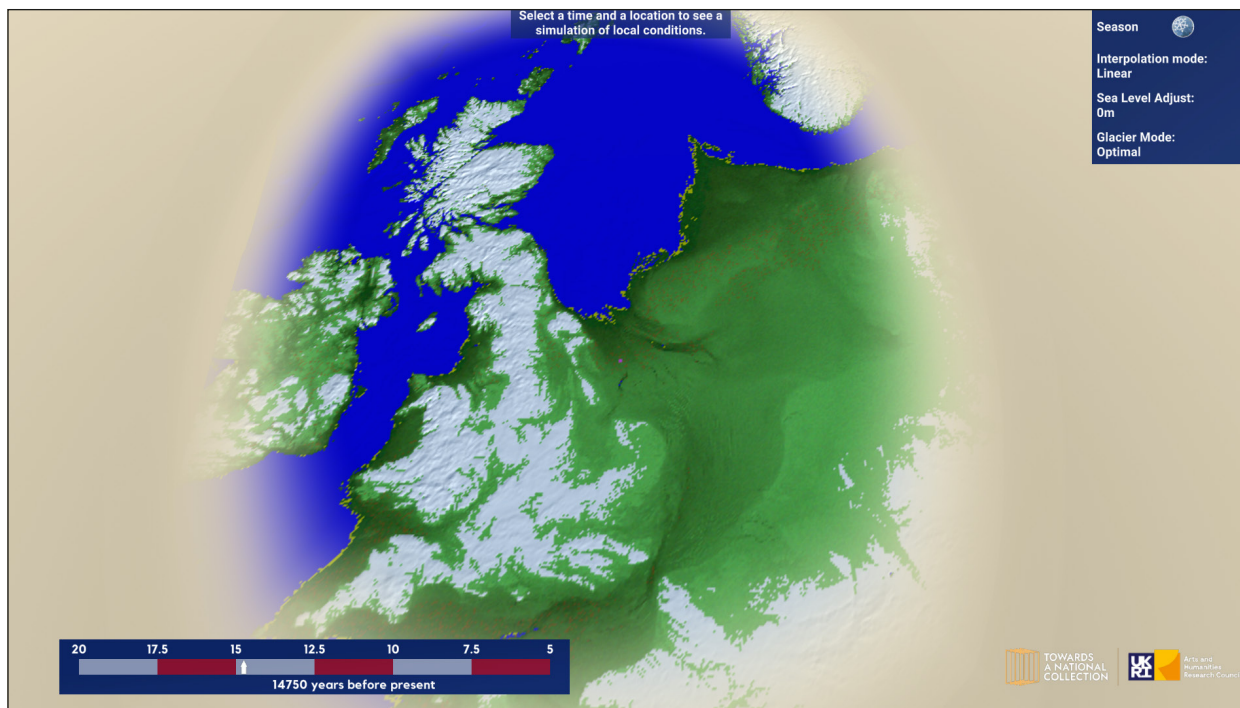 Select a time and a location to see a
simulation of local conditions.
Season
Interpolation mode:
Linear
Sea Level Adjust:
0m
Glacier Mode:
Optimal
20 17.5 15 12.5 10 7.5 5
14750 years before present
TOWARDS
A NATIONAL
COLLECTION
UK
RI
Arts and
Humanities
Research Council